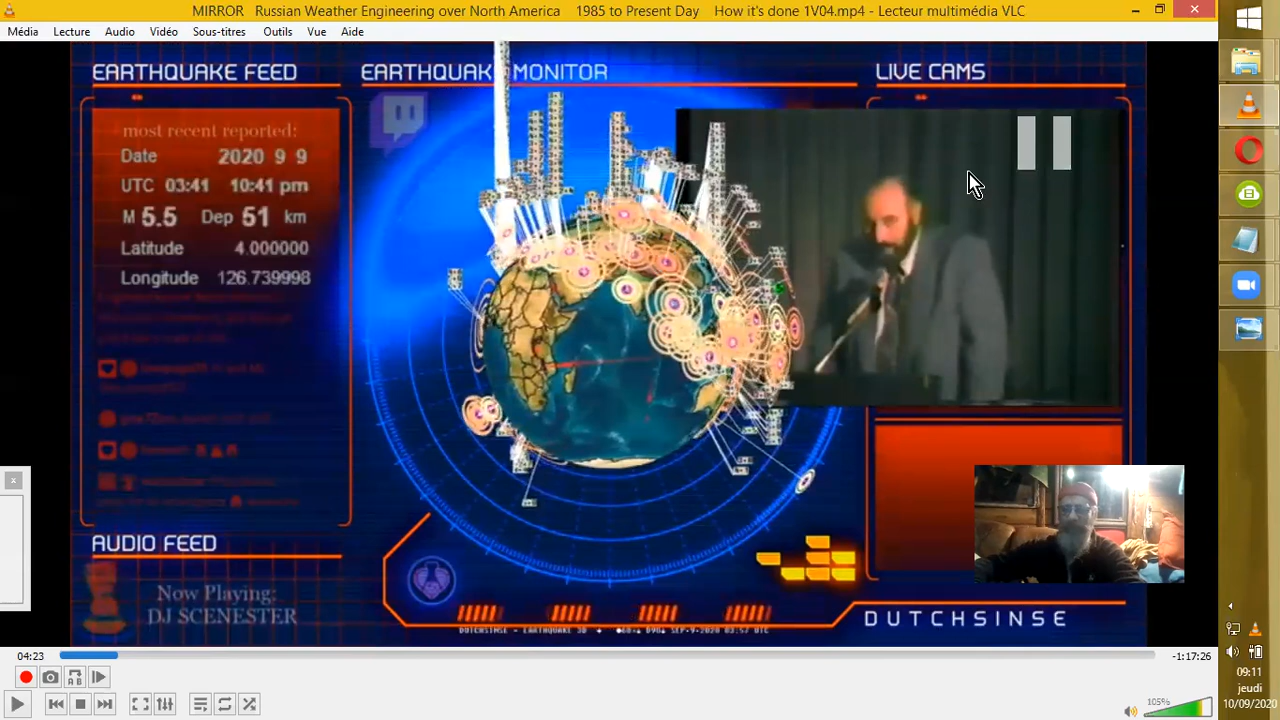 MIRROR Russian Weather Engineering over North America 1985 to Present Day How it's done 1V04.mp4 - Lecteur multimédia VLC
Média Lecture Audio Vidéo Sous-titres Outils Vue Aide
EARTHQUAKE FEED
most recent reported:
Date 2020 9 9
UTC 03:41 10:41 pm
M 5.5 Dep 51 km
Latitude 4.000000
Longitude 126.739998
EARTHQUAKE MONITOR
LIVE CAMS
AUDIO FEED
Now Playing:
DJ SCENESTER
DUTCHSINSE
04:23
-1:17:26
105%
09:11
jeudi
10/09/2020